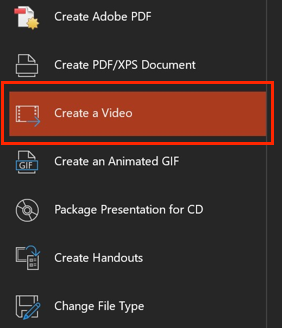 Create Adobe PDF
Create PDF/XPS Document
Create a Video
Create an Animated GIF
GIF
Package Presentation for CD
Create Handouts
Change File Type